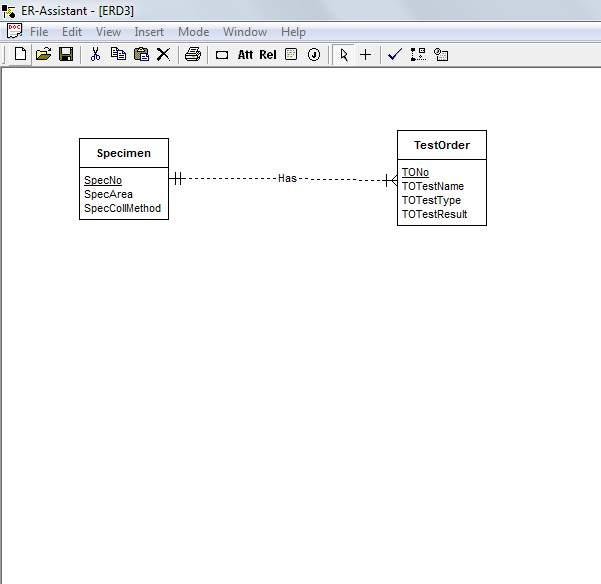 ER-Assistant - [ERD3]
DOC File Edit View Insert Mode Window Help
Att Rel J
Specimen
SpecNo
SpecArea
SpecCollMethod
Has
TestOrder
TONo
TOTestName
TOTestType
TOTestResult